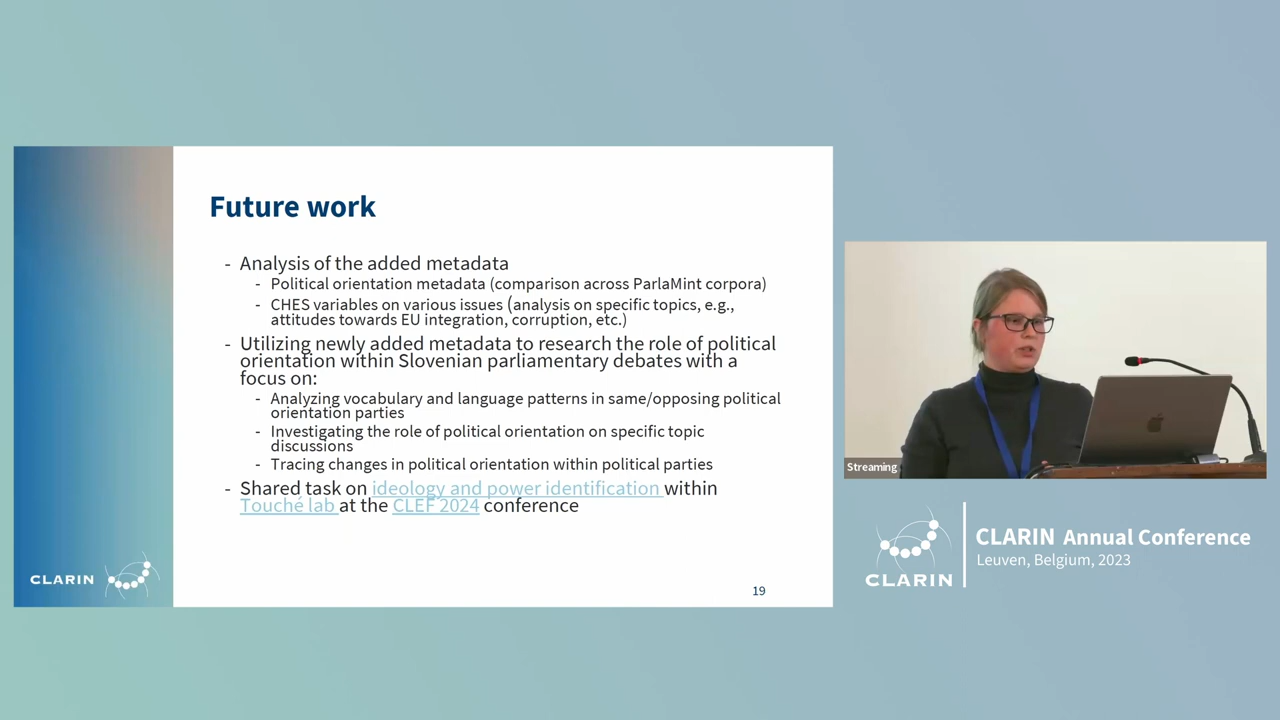 Future work
- Analysis of the added metadata
- Political orientation metadata (comparison across ParlaMint corpora)
- CHES variables on various issues (analysis on specific topics, e.g.,
attitudes towards EU integration, corruption, etc.)
- Utilizing newly added metadata to research the role of political
orientation within Slovenian parliamentary debates with a
focus on:
- Analyzing vocabulary and language patterns in same/opposing political
orientation parties
- Investigating the role of political orientation on specific topic
discussions
- Tracing changes in political orientation within political parties
- Shared task on ideology and power identification within
Touché lab at the CLEF 2024 conference
CLARIN
19
Streaming
CLARIN
CLARIN Annual Conference
Leuven, Belgium, 2023